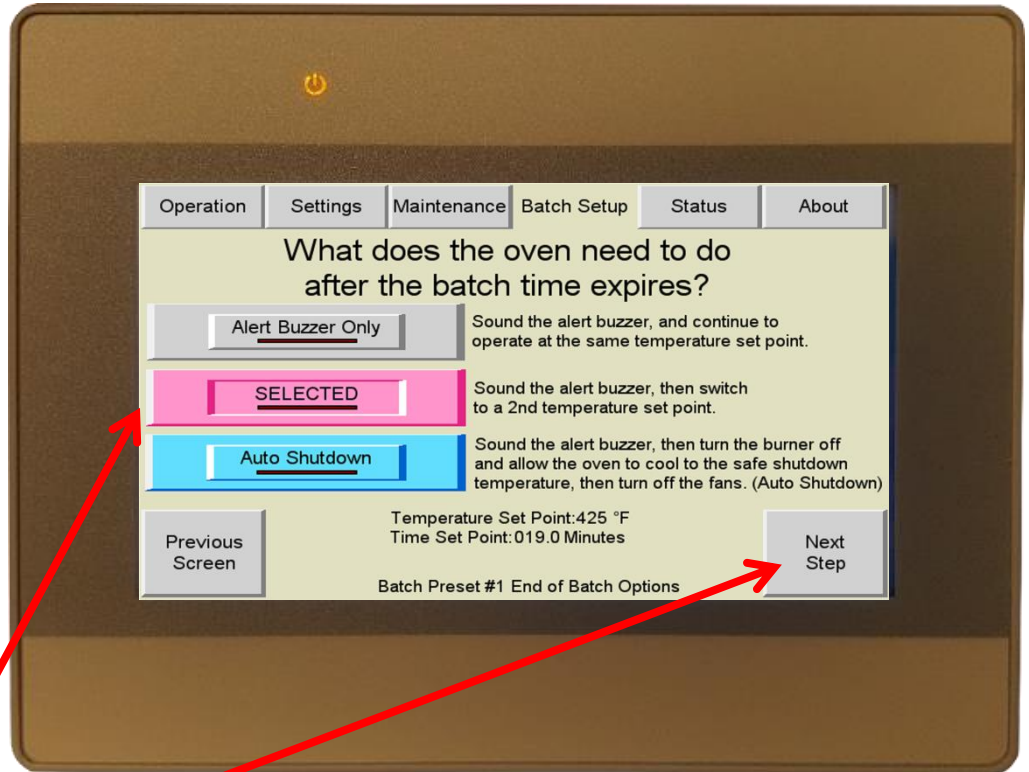 Operation Settings Maintenance Batch Setup Status About
What does the oven need to do
after the batch time expires?
Alert Buzzer Only
Sound the alert buzzer, and continue to
operate at the same temperature set point.
SELECTED
Sound the alert buzzer, then switch
to a 2nd temperature set point.
Auto Shutdown
Sound the alert buzzer, then turn the burner off
and allow the oven to cool to the safe shutdown
temperature, then turn off the fans. (Auto Shutdown)
Previous
Screen
Temperature Set Point:425 °F
Time Set Point:019.0 Minutes
Batch Preset #1 End of Batch Options
Next
Step